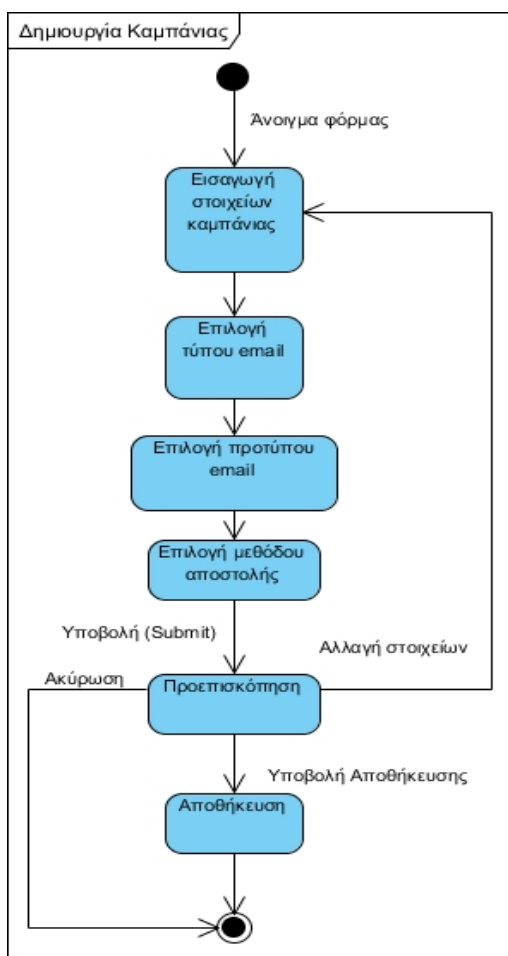 Δημιουργία Καμπάνιας
Άνοιγμα φόρμας
Εισαγωγή
στοιχείων
καμπάνιας
Επιλογή
τύπου email
Επιλογή προτύπου
email
Επιλογή μεθόδου
αποστολής
Υποβολή (Submit)
Αλλαγή στοιχείων
Ακύρωση
Προεπισκόπηση
Υποβολή Αποθήκευσης
Αποθήκευση